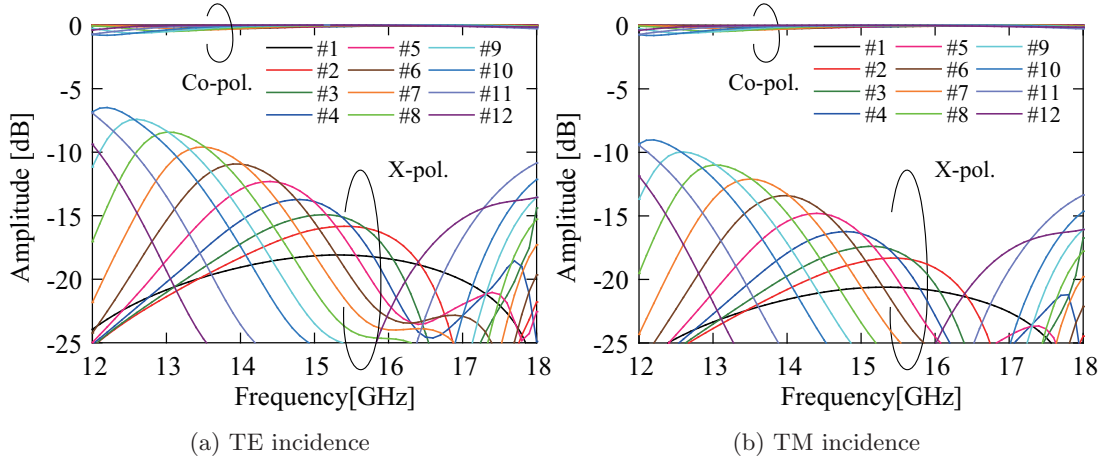 0
-5
-10
-15
-20
-25
Amplitude [dB]
12 13 14 15 16 17 18
Frequency[GHz]
Co-pol.
X-pol.
#1 #5 #9
#2 #6 #10
#3 #7 #11
#4 #8 #12
(a) TE incidence
0
-5
-10
-15
-20
-25
Amplitude [dB]
12 13 14 15 16 17 18
Frequency[GHz]
Co-pol.
X-pol.
#1 #5 #9
#2 #6 #10
#3 #7 #11
#4 #8 #12
(b) TM incidence